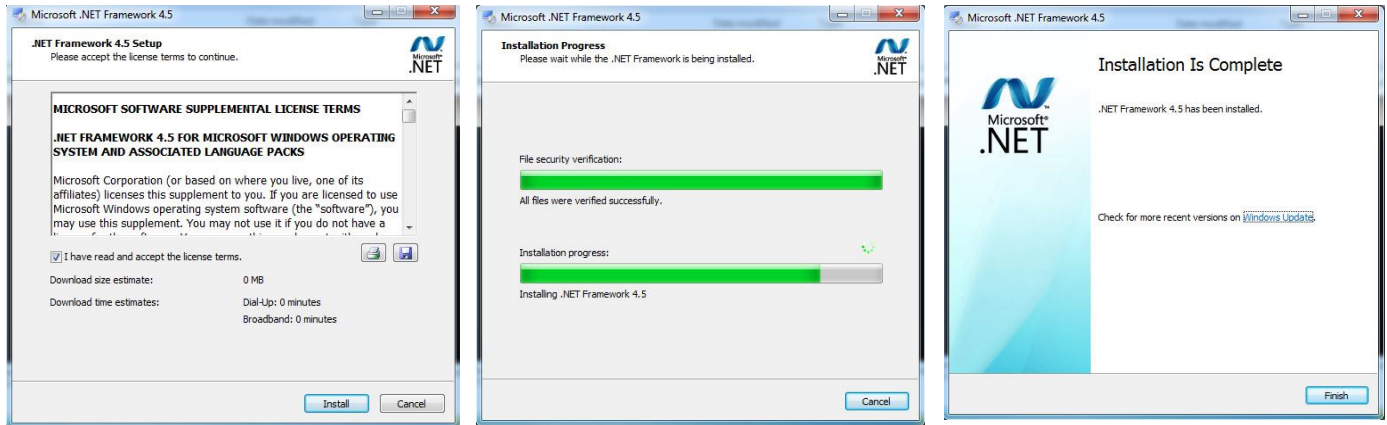 Microsoft .NET Framework 4.5
.NET Framework 4.5 Setup
Please accept the license terms to continue.
Microsoft®
.NET
MICROSOFT SOFTWARE SUPPLEMENTAL LICENSE TERMS
.NET FRAMEWORK 4.5 FOR MICROSOFT WINDOWS OPERATING
SYSTEM AND ASSOCIATED LANGUAGE PACKS
Microsoft Corporation (or based on where you live, one of its
affiliates) licenses this supplement to you. If you are licensed to use
Microsoft Windows operating system software (the “software”), you
may use this supplement. You may not use it if you do not have a
I have read and accept the license terms.
Download size estimate: 0 MB
Download time estimates: Dial-Up: 0 minutes
Broadband: 0 minutes
Install Cancel
Microsoft .NET Framework 4.5
Installation Progress
Please wait while the .NET Framework is being installed.
Microsoft®
.NET
File security verification:
All files were verified successfully.
Installation progress:
Installing .NET Framework 4.5
Cancel
Microsoft .NET Framework 4.5
Microsoft®
.NET
Installation Is Complete
.NET Framework 4.5 has been installed.
Check for more recent versions on Windows Update.
Finish